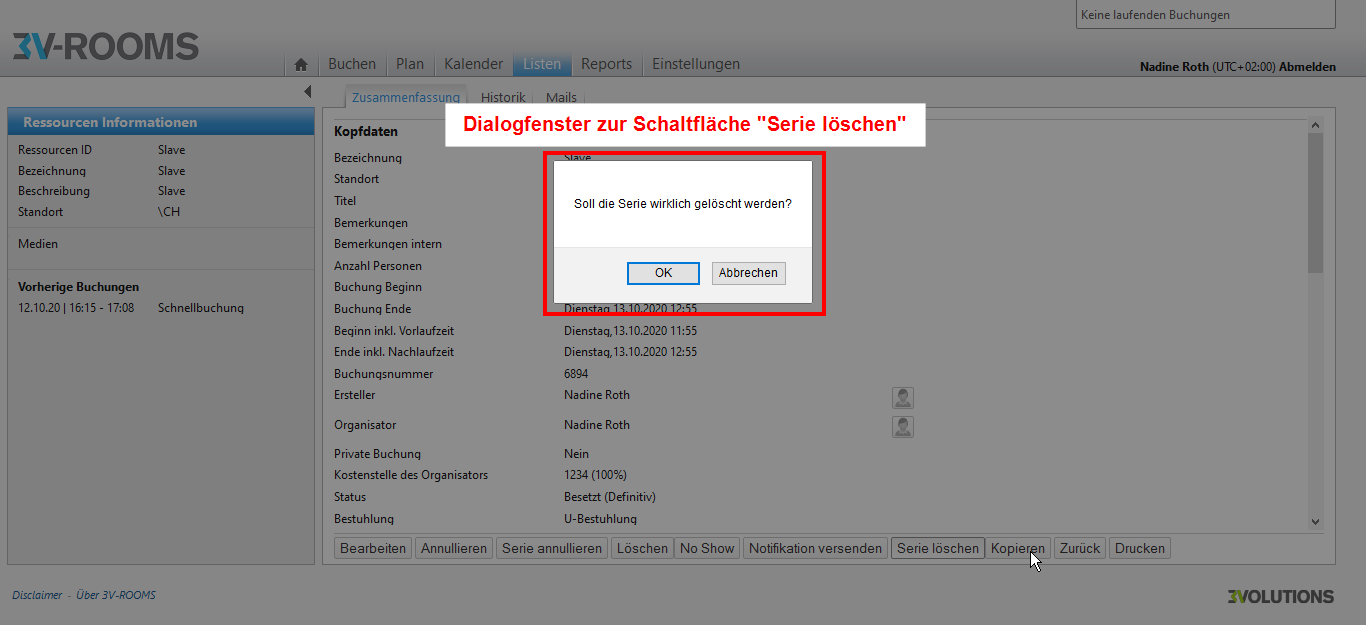 Keine laufenden Buchungen
3V-ROOMS
Buchen Plan Kalender Listen Reports Einstellungen
Nadine Roth (UTC+02:00) Abmelden
Ressourcen Informationen
Ressourcen ID Slave
Bezeichnung Slave
Beschreibung Slave
Standort \CH
Medien
Vorherige Buchungen
12.10.20 | 16:15 - 17:08 Schnellbuchung
Zusammenfassung Historik Mails
Dialogfenster zur Schaltfläche "Serie löschen"
Kopfdaten
Bezeichnung Slave
Standort
Titel
Bemerkungen
Bemerkungen intern
Anzahl Personen
Buchung Beginn
Soll die Serie wirklich gelöscht werden?
OK Abbrechen
Buchung Ende Dienstag,13.10.2020 12:55
Beginn inkl. Vorlaufzeit Dienstag,13.10.2020 11:55
Ende inkl. Nachlaufzeit Dienstag,13.10.2020 12:55
Buchungsnummer 6894
Ersteller Nadine Roth
Organisator Nadine Roth
Private Buchung Nein
Kostenstelle des Organisators 1234 (100%)
Status Besetzt (Definitiv)
Bestuhlung U-Bestuhlung
Bearbeiten Annullieren Serie annullieren Löschen No Show Notifikation versenden Serie löschen Kopieren Zurück Drucken
Disclaimer - Über 3V-ROOMS
3VOLUTIONS